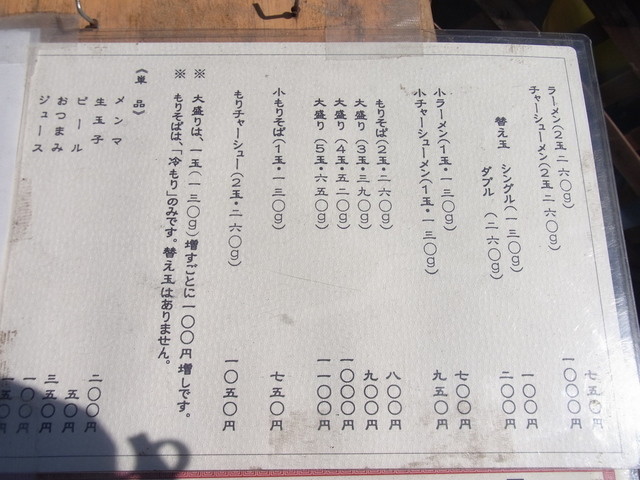 ラーメン(2玉 二六〇g) 七五〇円
チャーシューメン(2玉 二六〇g) 一〇〇〇円
替え玉 シングル(一三〇g) 一〇〇円
ダブル (二六〇g) 二〇〇円
小ラーメン(1玉・一三〇g) 七〇〇円
小チャーシューメン(1玉・一三〇g) 九五〇円
もりそば(2玉・二六〇g) 八〇〇円
大盛り (3玉・三九〇g) 九〇〇円
大盛り (4玉・五二〇g) 一〇〇〇円
大盛り (5玉・六五〇g) 一一〇〇円
小もりそば(1玉・一三〇g) 七五〇円
もりチャーシュー(2玉・二六〇g) 一〇五〇円
※ 大盛りは、一玉(一三〇g)増すごとに一〇〇円増しです。
※ もりそばは、「冷もり」のみです。替え玉はありません。
《単品》
メンマ 二〇〇円
生玉子 五〇円
ビール 三五〇円
おつまみ 一〇〇円
ジュース 一五〇円